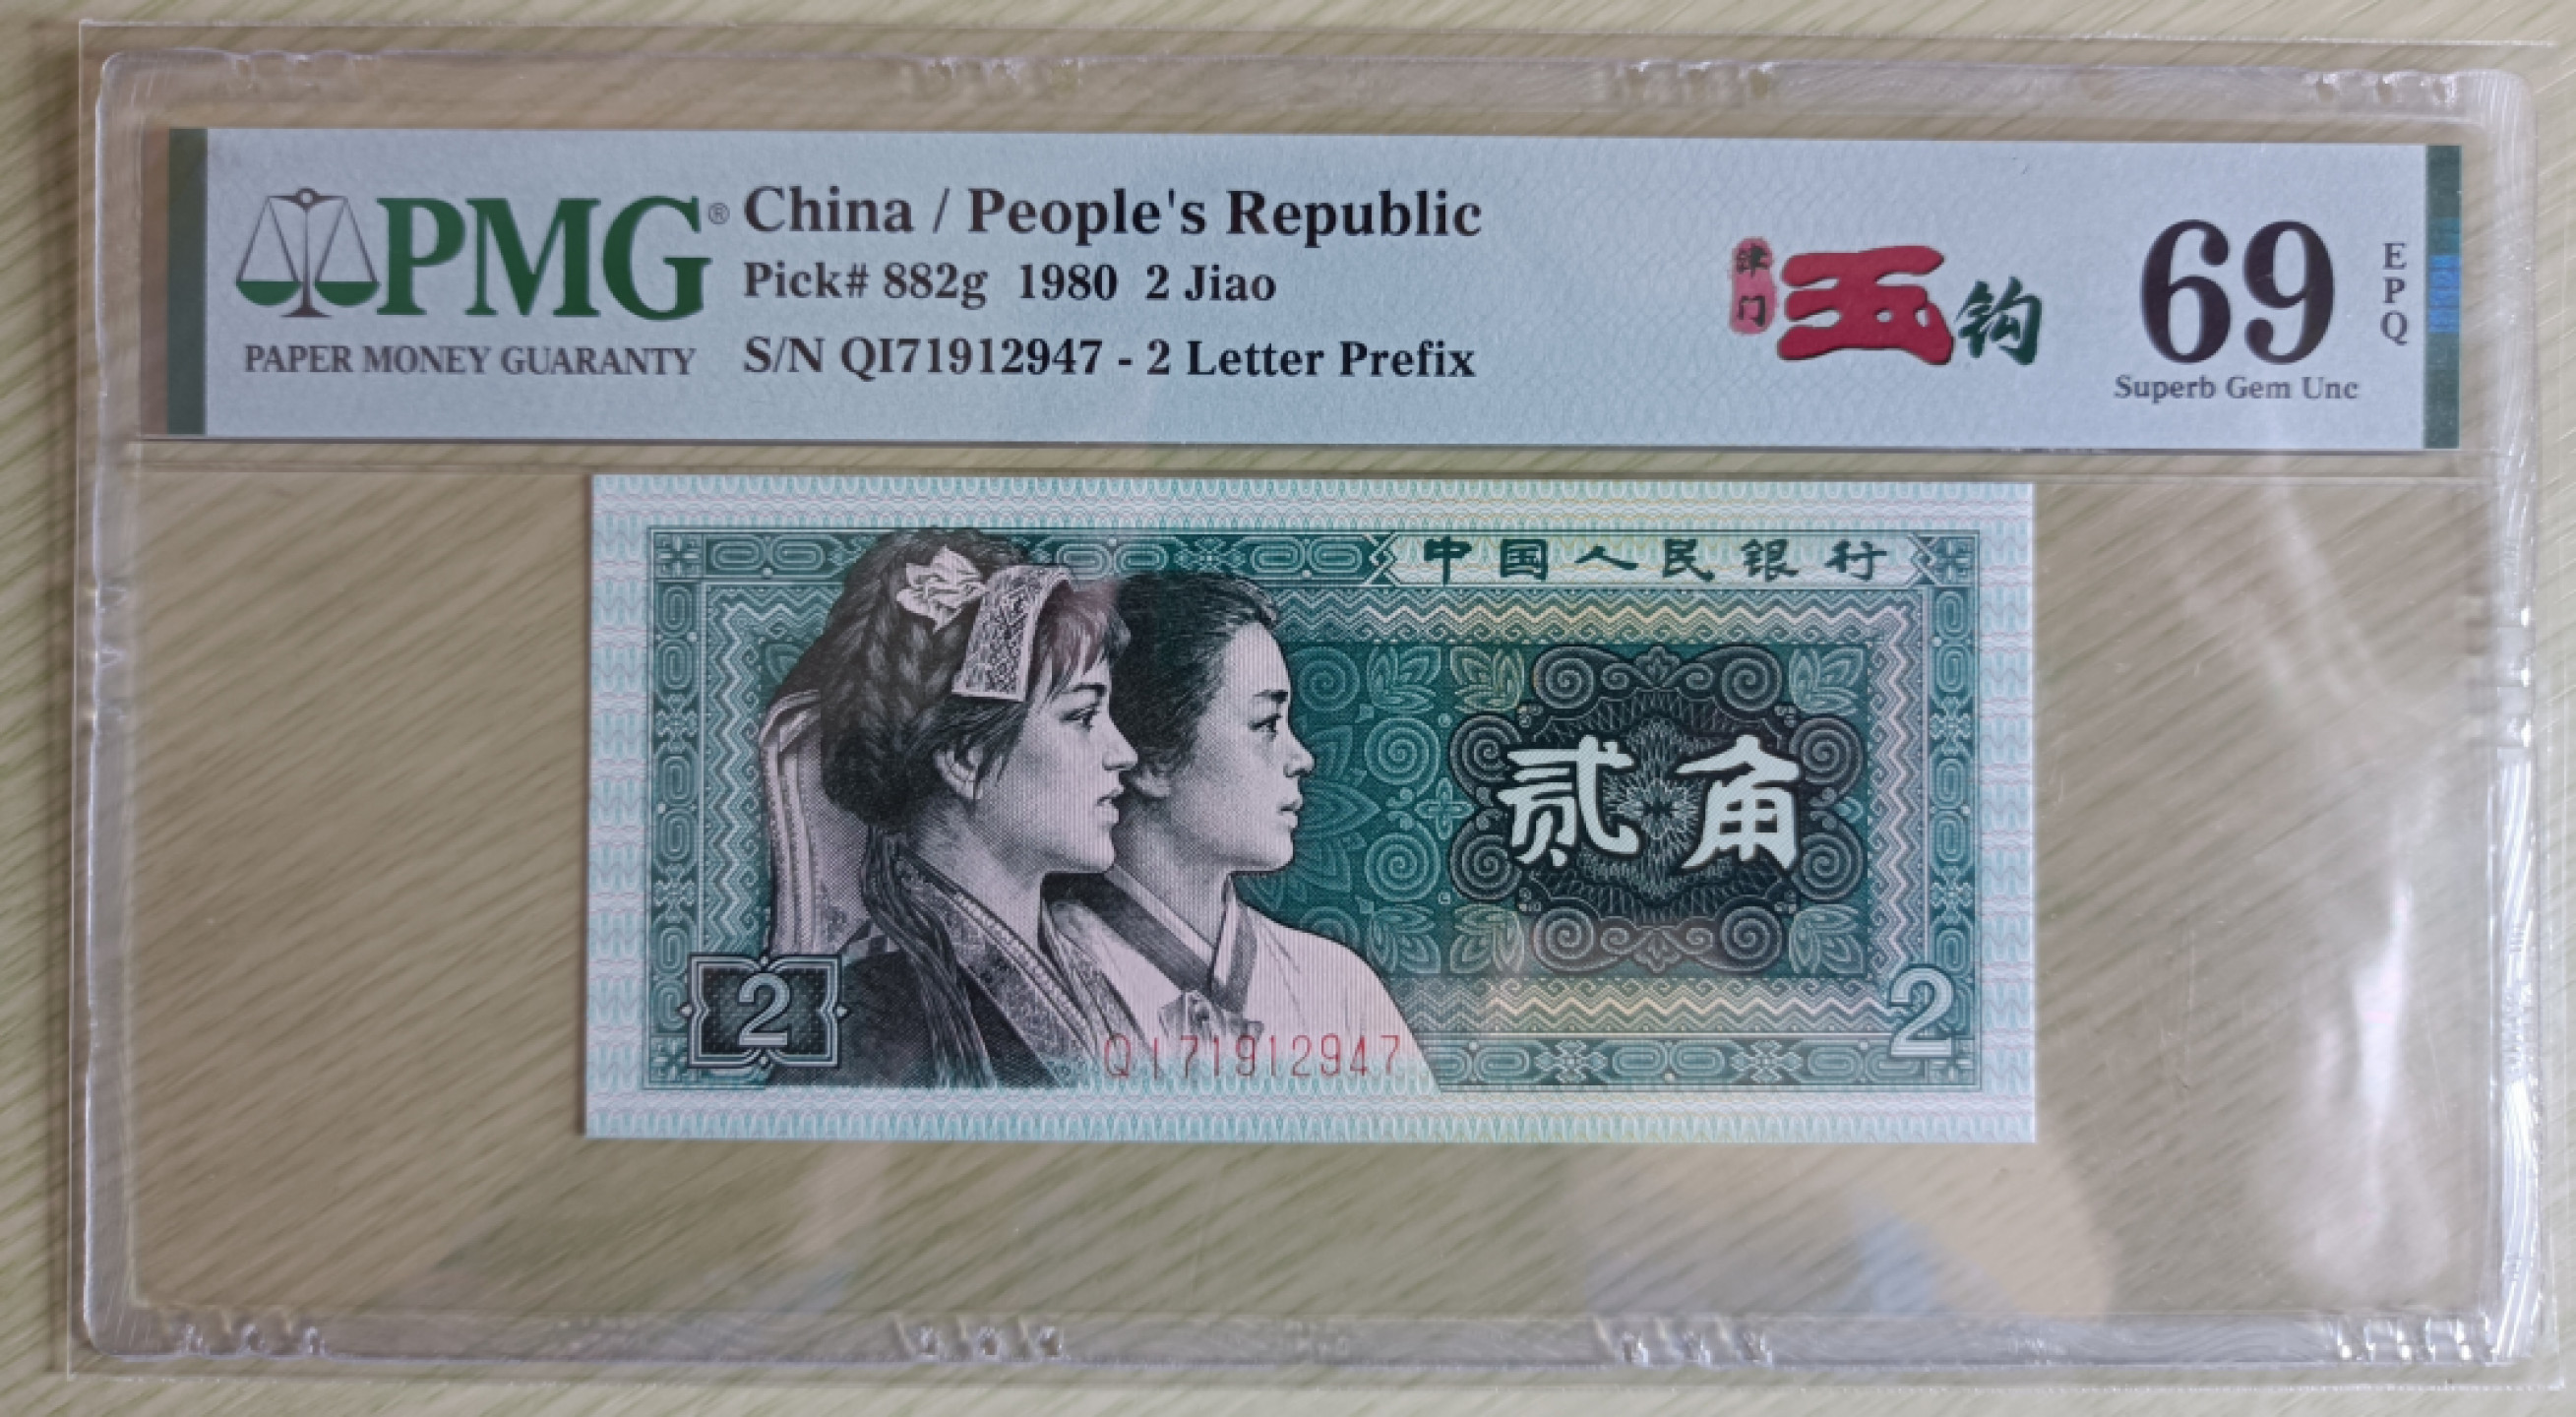 PMG®
PAPER MONEY GUARANTY
China / People's Republic
Pick# 882g 1980 2 Jiao
S/N QI71912947 - 2 Letter Prefix
津门
五钩
69
EPQ
Superb Gem Unc
中国人民银行
贰角
2
QI71912947
2